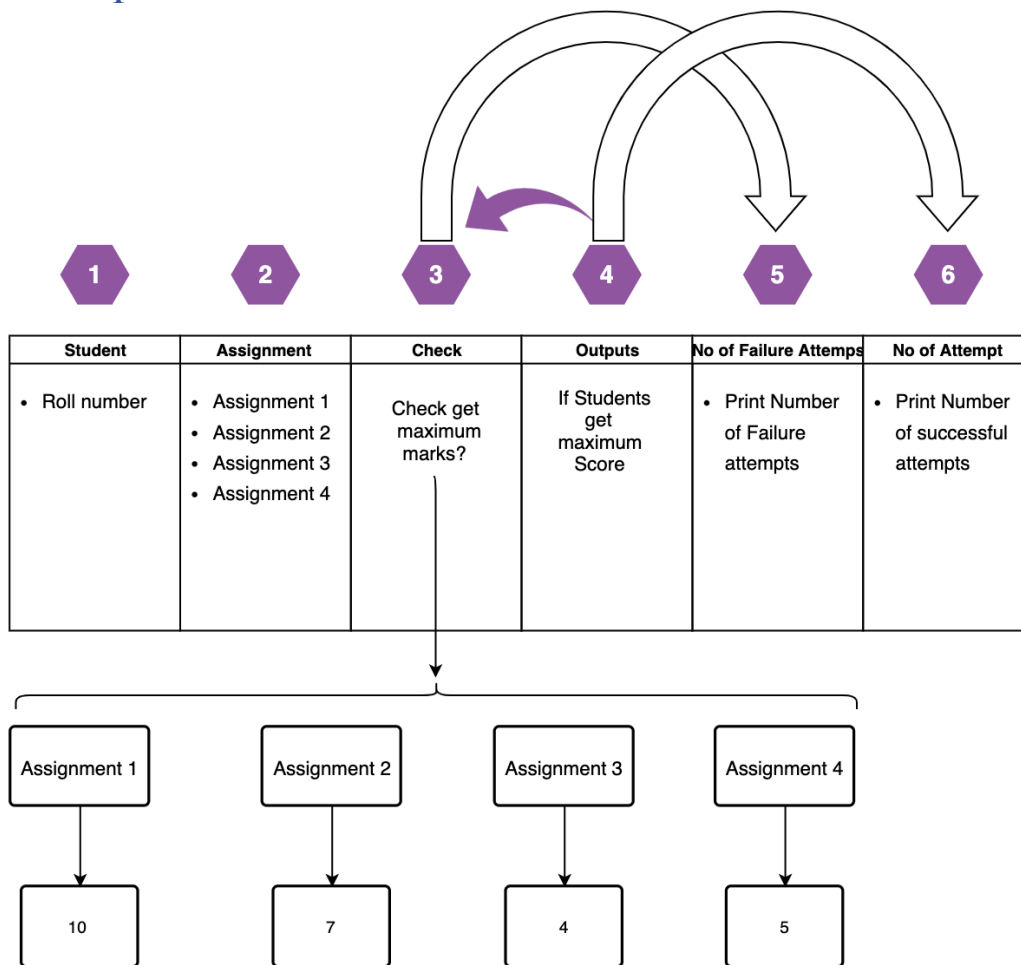 1 2 3 4 5 6
Student Assignment Check Outputs No of Failure Attemps No of Attempt
• Roll number
• Assignment 1
• Assignment 2
• Assignment 3
• Assignment 4
Check get
maximum
marks?
If Students
get
maximum
Score
• Print Number
of Failure
attempts
• Print Number
of successful
attempts
Assignment 1 Assignment 2 Assignment 3 Assignment 4
10 7 4 5